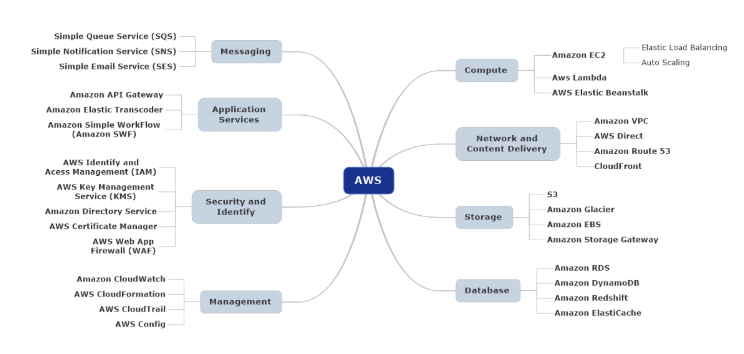 AWS
Messaging
Simple Queue Service (SQS)
Simple Notification Service (SNS)
Simple Email Service (SES)
Application
Services
Amazon API Gateway
Amazon Elastic Transcoder
Amazon Simple WorkFlow
(Amazon SWF)
Security and
Identify
AWS Identify and
Acess Management (IAM)
AWS Key Management
Service (KMS)
Amazon Directory Service
AWS Certificate Manager
AWS Web App
Firewall (WAF)
Management
Amazon CloudWatch
AWS CloudFormation
AWS CloudTrail
AWS Config
Compute
Amazon EC2
Elastic Load Balancing
Auto Scaling
Aws Lambda
AWS Elastic Beanstalk
Network and
Content Delivery
Amazon VPC
AWS Direct
Amazon Route S3
CloudFront
Storage
S3
Amazon Glacier
Amazon EBS
Amazon Storage Gateway
Database
Amazon RDS
Amazon DynamoDB
Amazon Redshift
Amazon ElastiCache